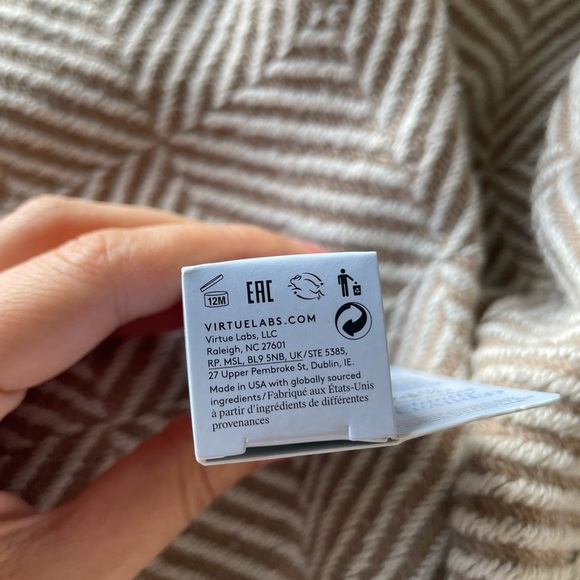 12M EAC
VIRTUELABS.COM
Virtue Labs, LLC
Raleigh, NC 27601
RP. MSL, BL9 5NB, UK/STE 5385,
27 Upper Pembroke St, Dublin, IE.
Made in USA with globally sourced
ingredients/Fabriqué aux États-Unis
à partir d'ingrédients de différentes
provenances